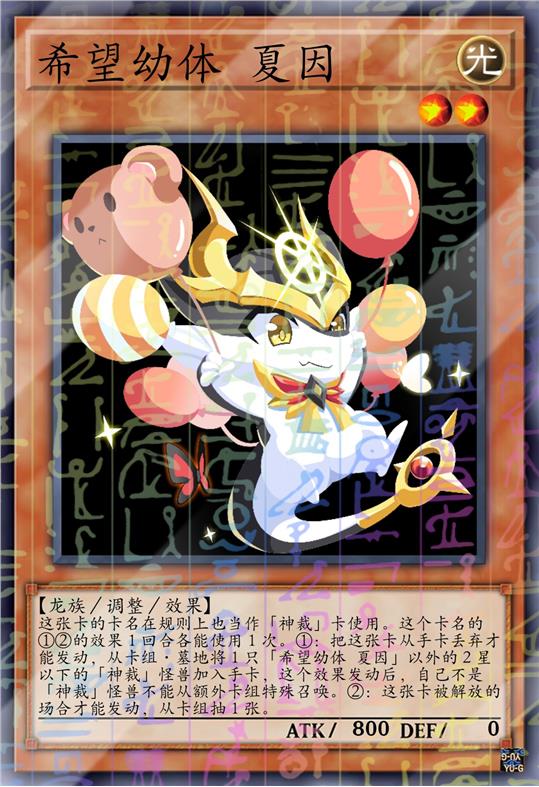 希望幼体 夏因
光
【龙族／调整／效果】
这张卡的卡名在规则上也当作「神裁」卡使用。这个卡名的
①②的效果1回合各能使用1次。①：把这张卡从手卡丢弃才
能发动，从卡组・墓地将1只「希望幼体 夏因」以外的2星
以下的「神裁」怪兽加入手卡，这个效果发动后，自己不是
「神裁」怪兽不能从额外卡组特殊召唤。②：这张卡被解放的
场合才能发动，从卡组抽1张。
ATK/ 800 DEF/ 0
YU-G
YU-G